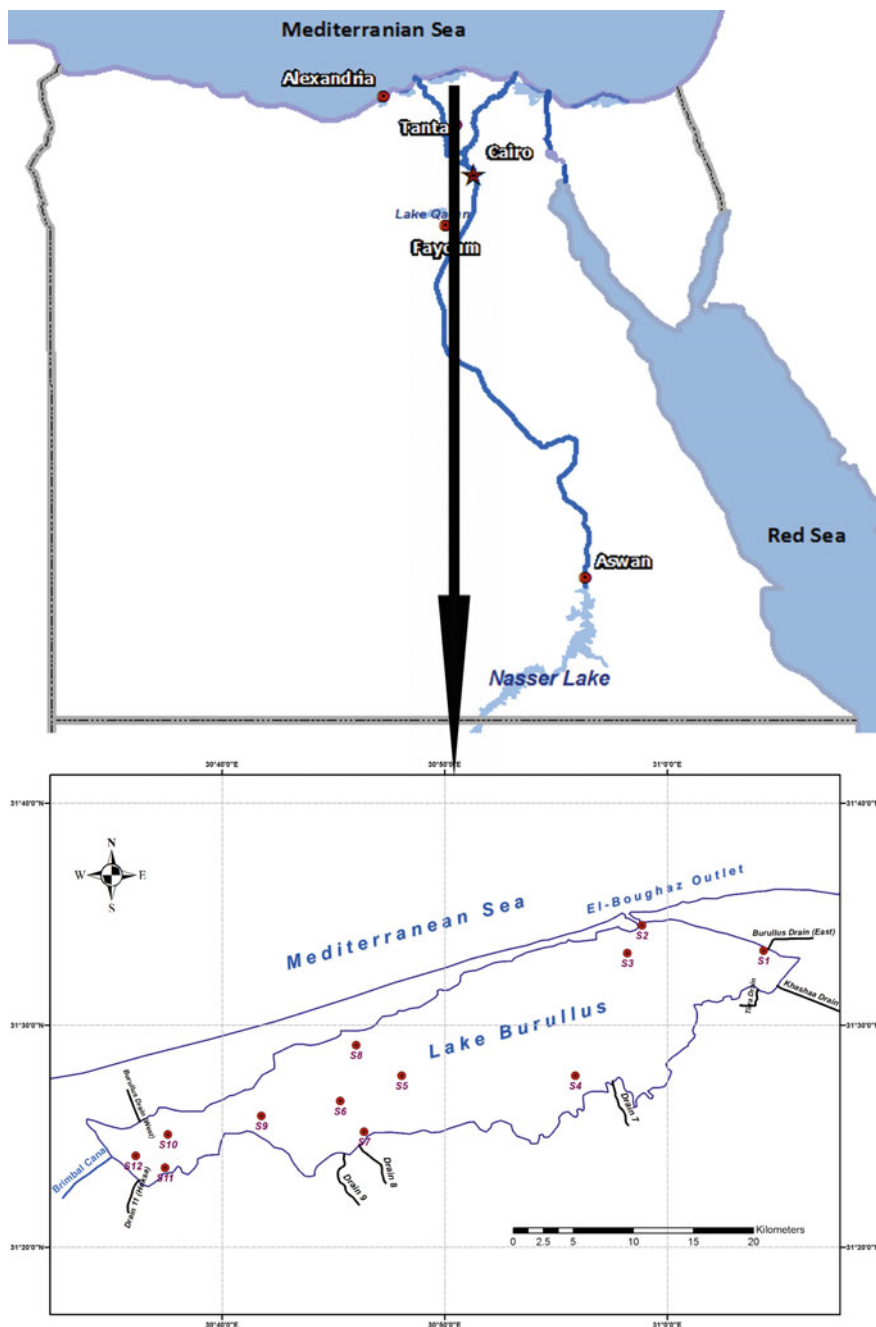 Mediterranian Sea
Alexandria
Tanta
Cairo
Lake Qarun
Fayoum
Red Sea
Aswan
Nasser Lake
30°40'0"E 30°50'0"E 31°0'0"E
31°40'0"N 31°40'0"N
N
W E
S
El-Boughaz Outlet
Mediterranean Sea
S2
Burullus Drain (East)
S3
S1
Khashaa Drain
31°30'0"N 31°30'0"N
Lake Burullus
S8
S5
S4
Burullus Drain (West)
S6
Drain 7
S9
S7
S10
S12
S11
Brimbal Cana
Drain 8
Drain 9
Kilometers
0 2.5 5 10 15 20
31°20'0"N 31°20'0"N
30°40'0"E 30°50'0"E 31°0'0"E